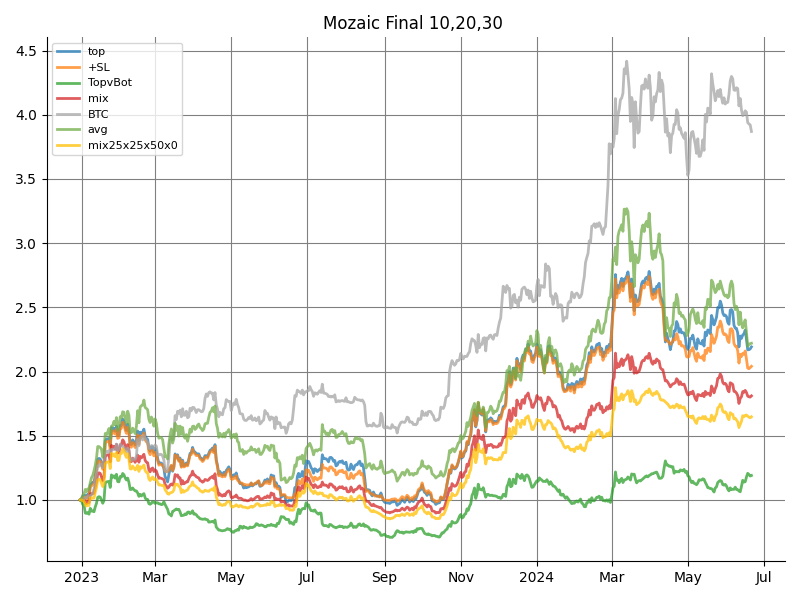 Mozaic Final 10,20,30
top
+SL
TopvBot
mix
BTC
avg
mix25x25x50x0
4.5
4.0
3.5
3.0
2.5
2.0
1.5
1.0
2023 Mar May Jul Sep Nov 2024 Mar May Jul